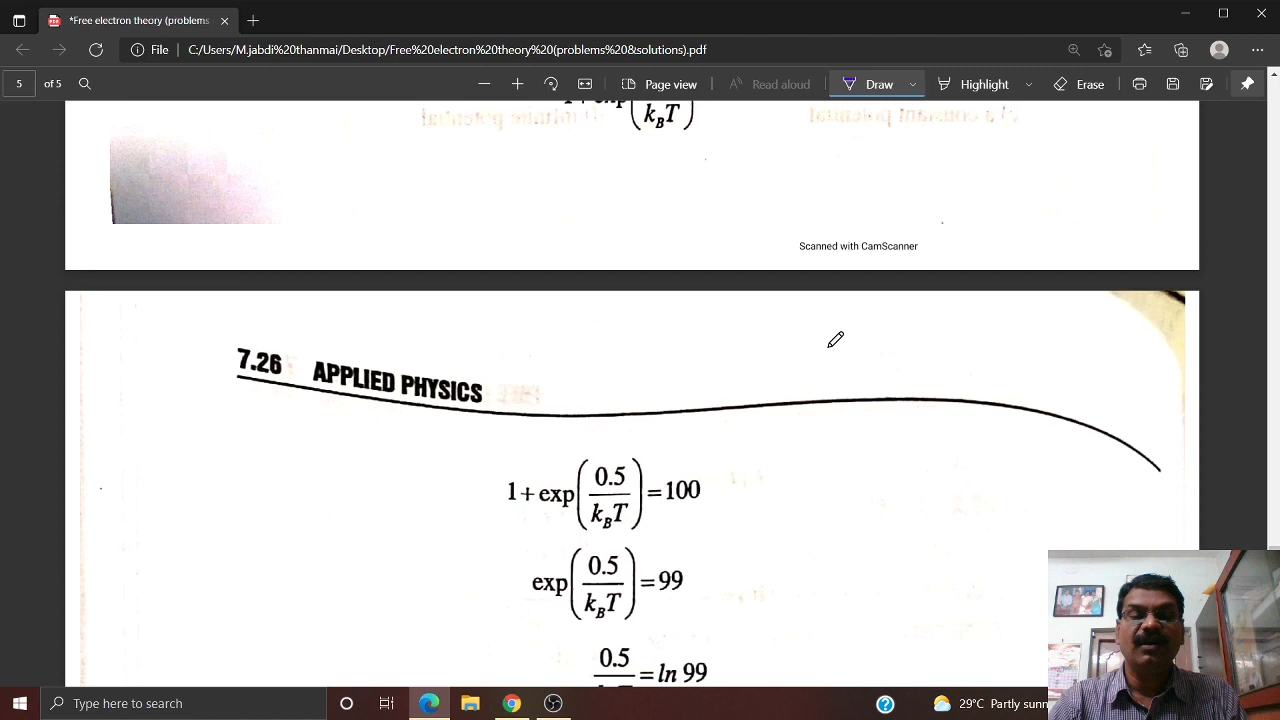 *Free electron theory (problems
File C:/Users/M.jabdi%20thanmai/Desktop/Free%20electron%20theory%20(problems%20&solutions).pdf
5 of 5 Page view Read aloud Draw Highlight Erase
k_BT
Scanned with CamScanner
7.26 APPLIED PHYSICS
1 + exp(0.5/k_BT) = 100
exp(0.5/k_BT) = 99
0.5
= ln 99
Type here to search 29°C Partly sunn